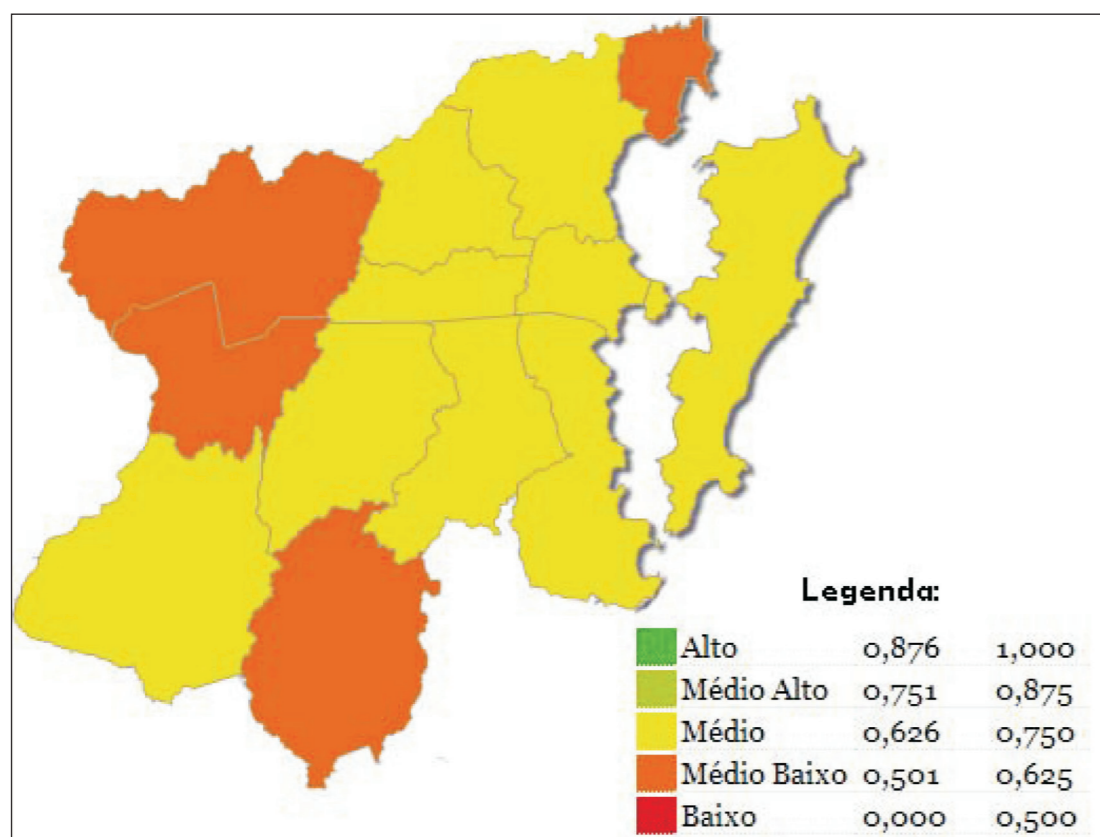 Legenda:
Alto 0,876 1,000
Médio Alto 0,751 0,875
Médio 0,626 0,750
Médio Baixo 0,501 0,625
Baixo 0,000 0,500